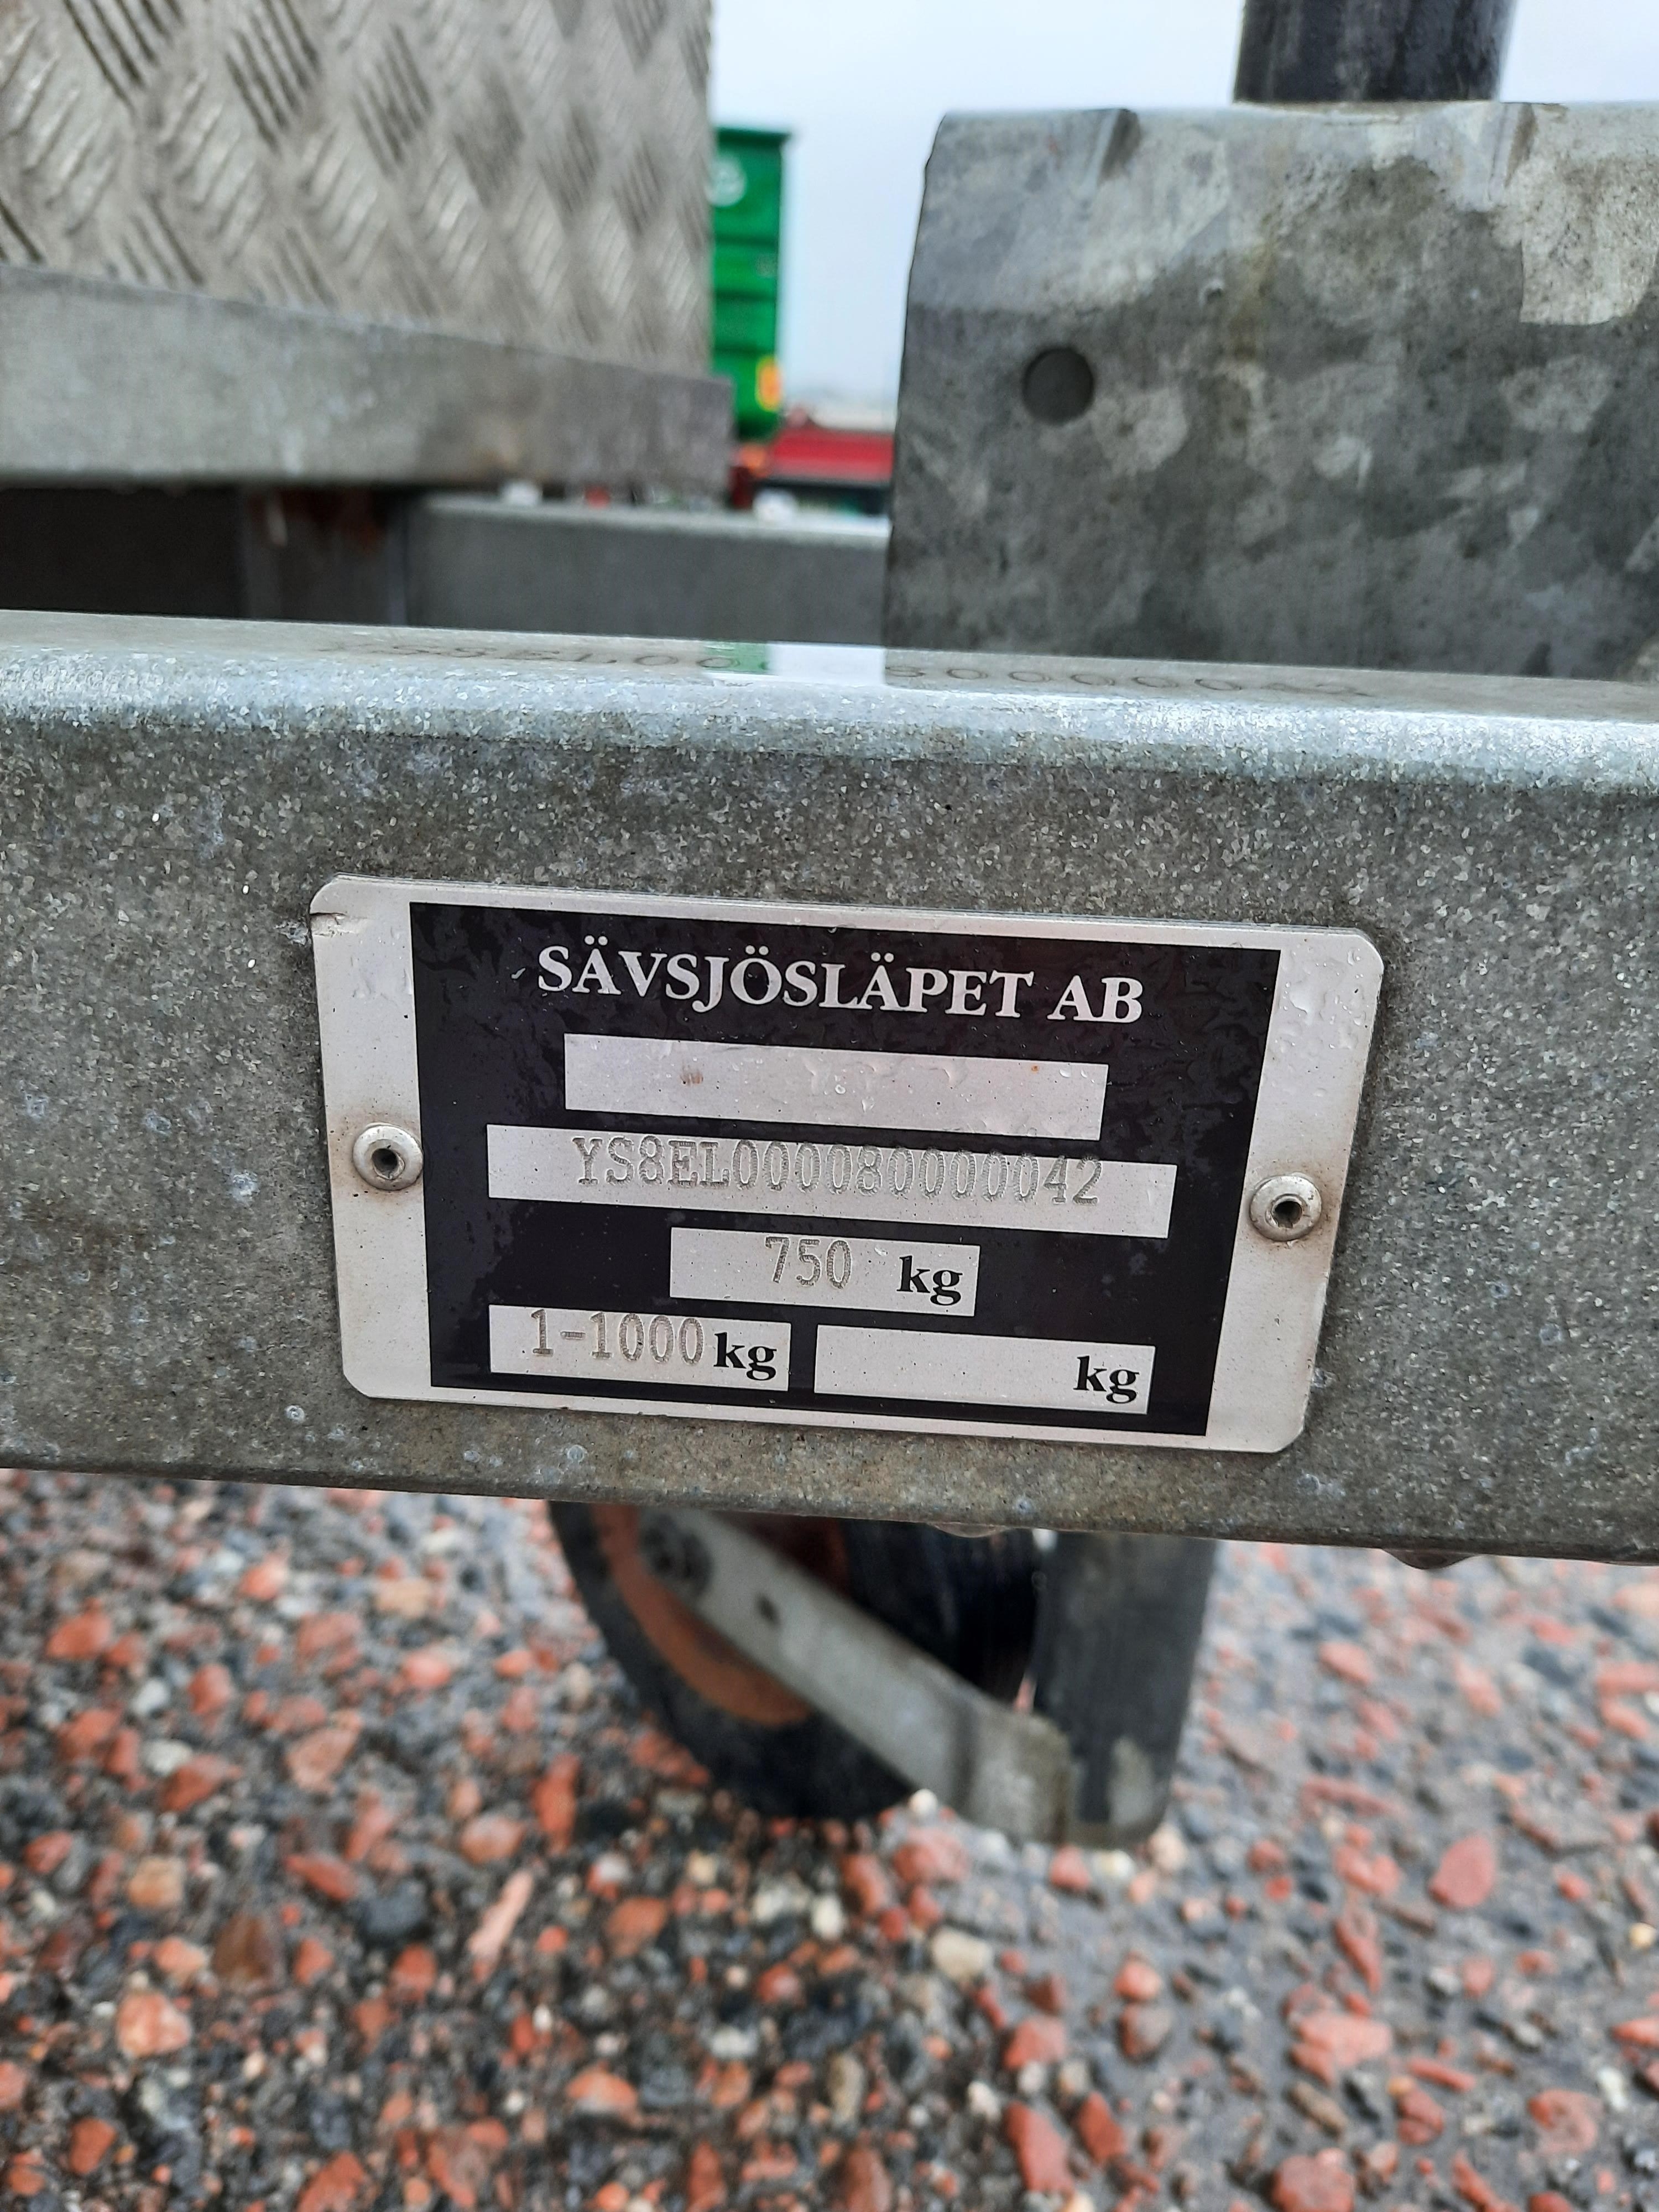 SÄVSJÖSLÄPET AB
YS8EL000080000042
750 kg
1-1000 kg kg